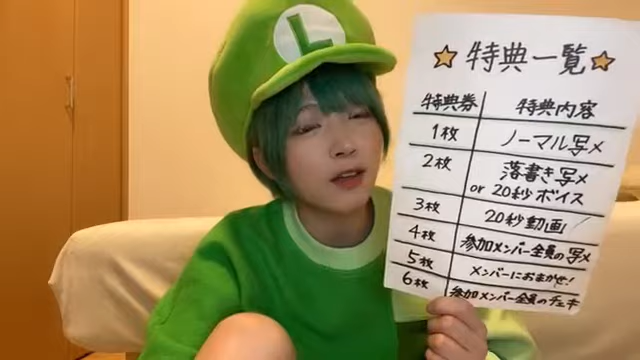 L
☆特典一覧☆
特典券 特典内容
1枚 ノーマル写メ
2枚 落書き写メ
or 20秒ボイス
3枚 20秒動画
4枚 参加メンバー全員の写メ
5枚 メンバーにおまかせ!
6枚 参加メンバー全員のチェキ